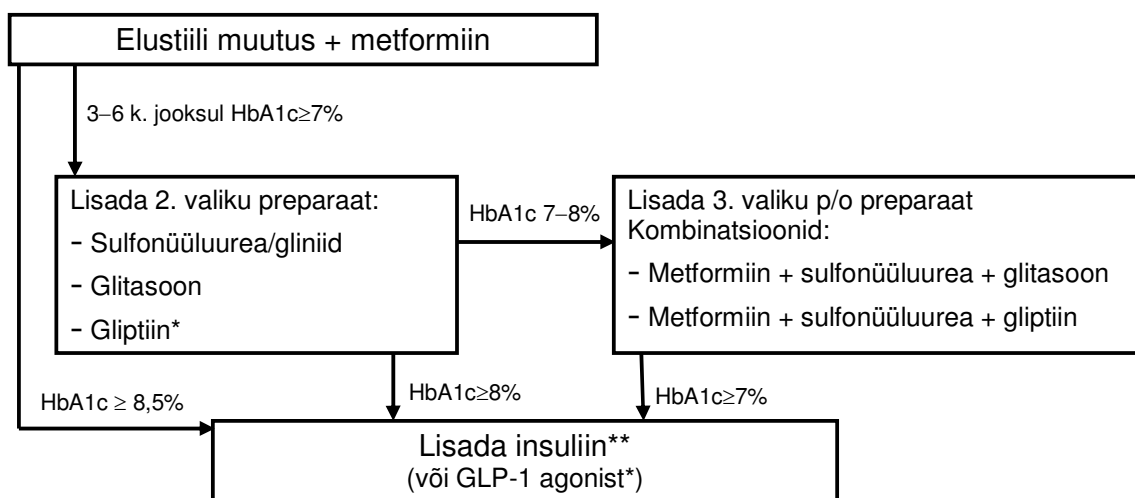 Elustiili muutus + metformiin
3–6 k. jooksul HbA1c≥7%
Lisada 2. valiku preparaat:
- Sulfonüüluurea/gliniid
- Glitasoon
- Gliptiin*
HbA1c 7–8%
Lisada 3. valiku p/o preparaat
Kombinatsioonid:
- Metformiin + sulfonüüluurea + glitasoon
- Metformiin + sulfonüüluurea + gliptiin
HbA1c ≥ 8,5%
HbA1c≥8%
HbA1c≥7%
Lisada insuliin**
(või GLP-1 agonist*)